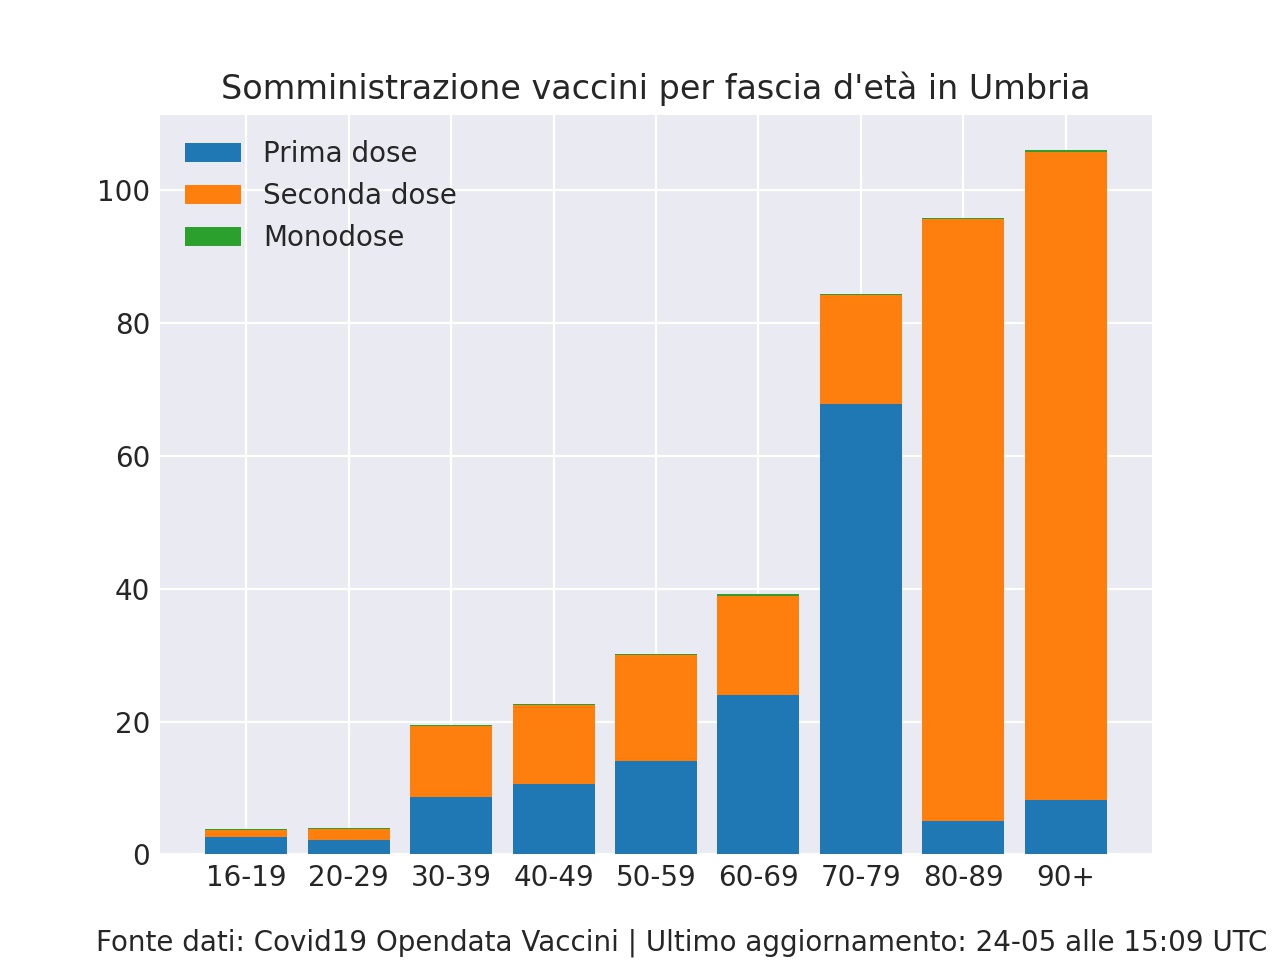 Somministrazione vaccini per fascia d'età in Umbria
Prima dose
Seconda dose
Monodose
100
80
60
40
20
0
16-19 20-29 30-39 40-49 50-59 60-69 70-79 80-89 90+
Fonte dati: Covid19 Opendata Vaccini | Ultimo aggiornamento: 24-05 alle 15:09 UTC